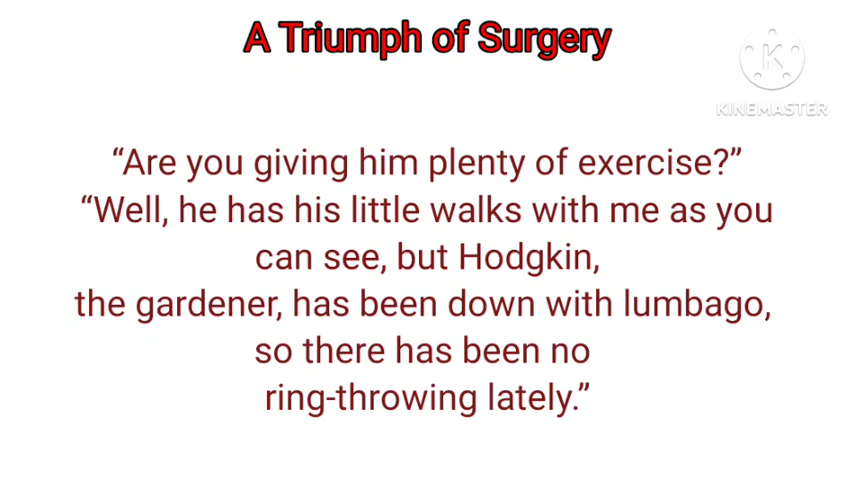 A Triumph of Surgery
KINEMASTER
“Are you giving him plenty of exercise?”
“Well, he has his little walks with me as you
can see, but Hodgkin,
the gardener, has been down with lumbago,
so there has been no
ring-throwing lately.”